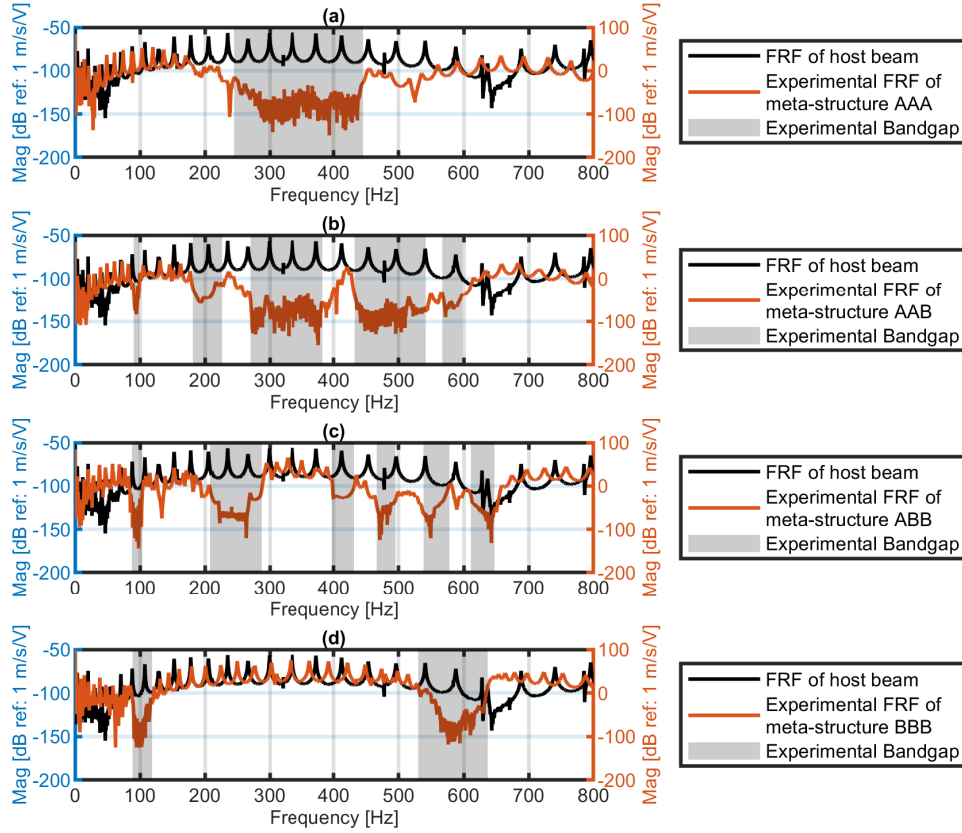 (a)
Mag [dB ref: 1 m/s/V]
-50
-100
-150
-200
100
0
-100
-200
Mag [dB ref: 1 m/s/V]
0 100 200 300 400 500 600 700 800
Frequency [Hz]
FRF of host beam
Experimental FRF of
meta-structure AAA
Experimental Bandgap
(b)
Mag [dB ref: 1 m/s/V]
-50
-100
-150
-200
100
0
-100
-200
Mag [dB ref: 1 m/s/V]
0 100 200 300 400 500 600 700 800
Frequency [Hz]
FRF of host beam
Experimental FRF of
meta-structure AAB
Experimental Bandgap
(c)
Mag [dB ref: 1 m/s/V]
-50
-100
-150
-200
100
0
-100
-200
Mag [dB ref: 1 m/s/V]
0 100 200 300 400 500 600 700 800
Frequency [Hz]
FRF of host beam
Experimental FRF of
meta-structure ABB
Experimental Bandgap
(d)
Mag [dB ref: 1 m/s/V]
-50
-100
-150
-200
100
0
-100
-200
Mag [dB ref: 1 m/s/V]
0 100 200 300 400 500 600 700 800
Frequency [Hz]
FRF of host beam
Experimental FRF of
meta-structure BBB
Experimental Bandgap